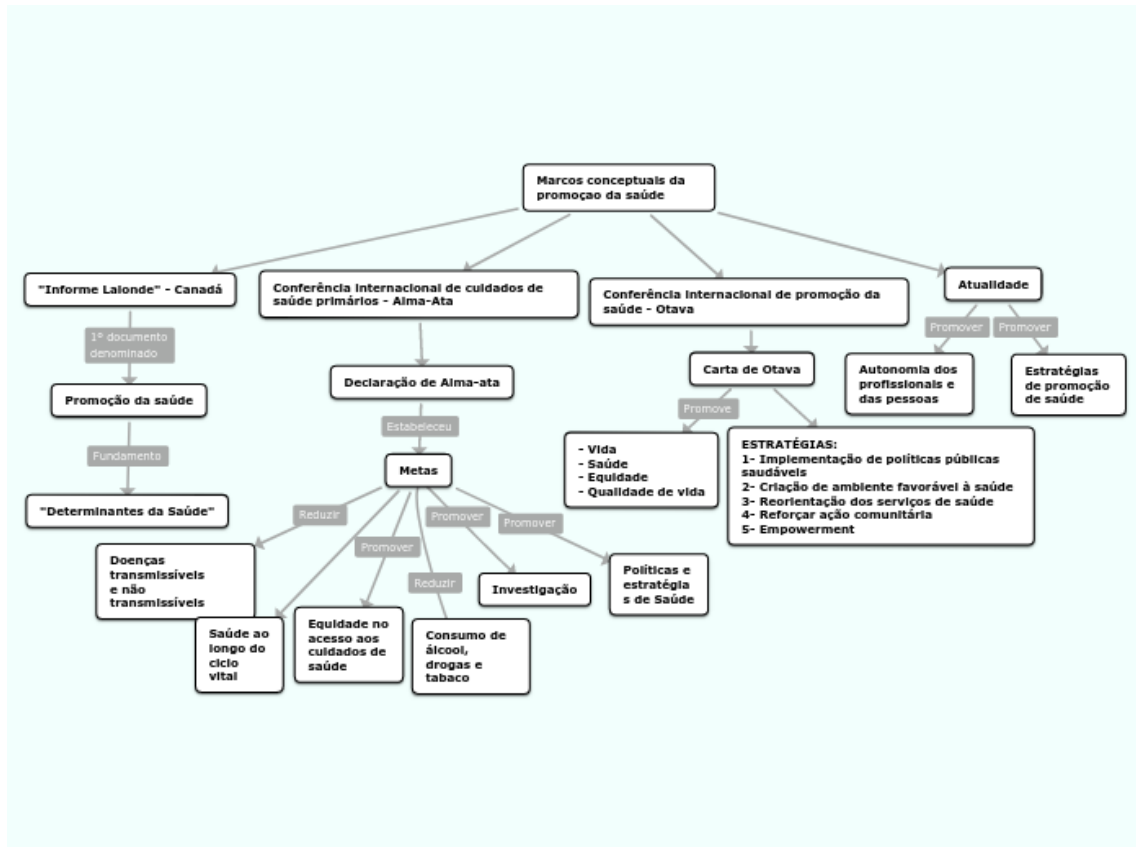 Marcos conceptuais da
promoçao da saúde
"Informe Lalonde" - Canadá
Conferência internacional de cuidados de
saúde primários - Alma-Ata
Conferência internacional de promoção da
saúde - Otava
Atualidade
1º documento
denominado
Promover
Promover
Promoção da saúde
Declaração de Alma-ata
Carta de Otava
Autonomia dos
profissionais e
das pessoas
Estratégias
de promoção
de saúde
Fundamento
Estabeleceu
Promove
"Determinantes da Saúde"
Metas
- Vida
- Saúde
- Equidade
- Qualidade de vida
ESTRATÉGIAS:
1- Implementação de políticas públicas
saudáveis
2- Criação de ambiente favorável à saúde
3- Reorientação dos serviços de saúde
4- Reforçar ação comunitária
5- Empowerment
Reduzir
Promover
Reduzir
Promover
Promover
Doenças
transmissíveis
e não
transmissíveis
Saúde ao
longo do
ciclo
vital
Equidade no
acesso aos
cuidados de
saúde
Consumo de
álcool,
drogas e
tabaco
Investigação
Políticas e
estratégia
s de Saúde